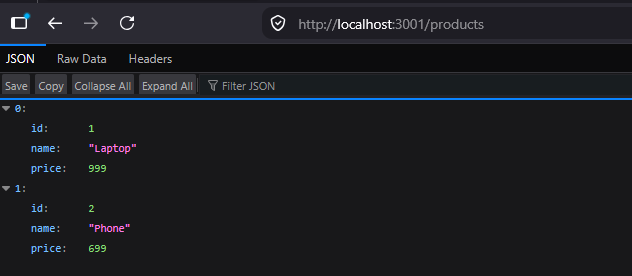 http://localhost:3001/products
JSON Raw Data Headers
Save Copy Collapse All Expand All Filter JSON
0:
id: 1
name: "Laptop"
price: 999
1:
id: 2
name: "Phone"
price: 699